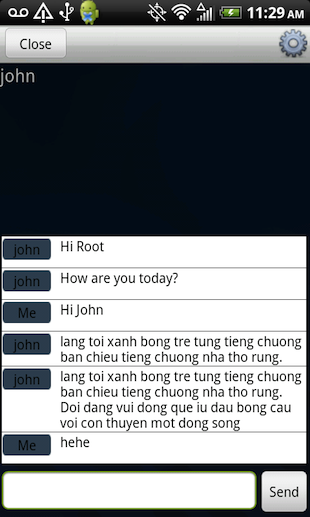 11:29 AM
Close
john
john Hi Root
john How are you today?
Me Hi John
john lang toi xanh bong tre tung tieng chuong
ban chieu tieng chuong nha tho rung.
john lang toi xanh bong tre tung tieng chuong
ban chieu tieng chuong nha tho rung.
Doi dang vui dong que iu dau bong cau
voi con thuyen mot dong song
Me hehe
Send